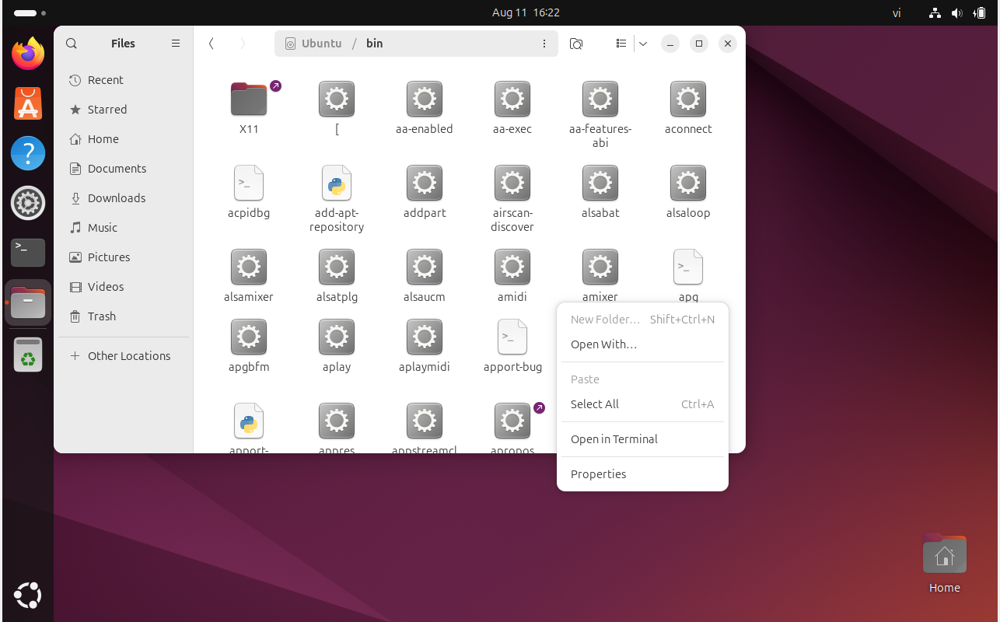 Aug 11 16:22
vi
Files
Ubuntu / bin
Recent
Starred
Home
Documents
Downloads
Music
Pictures
Videos
Trash
Other Locations
X11
[
aa-enabled
aa-exec
aa-features-
abi
aconnect
acpidbg
add-apt-
repository
addpart
airscan-
discover
alsabat
alsaloop
alsamixer
alsatplg
alsaucm
amidi
amixer
apg
apgbfm
aplay
aplaymidi
apport-bug
apport-
appres
appstreamcl
apropos
New Folder… Shift+Ctrl+N
Open With…
Paste
Select All Ctrl+A
Open in Terminal
Properties
Home